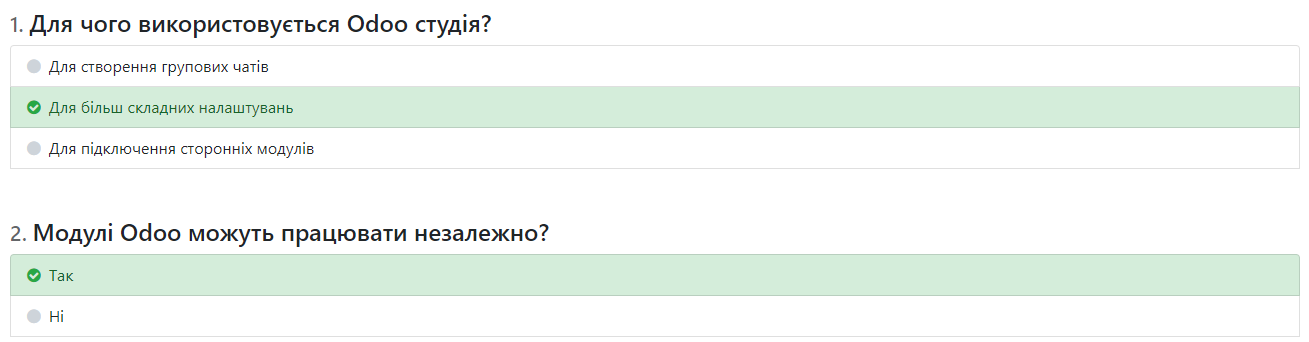 1. Для чого використовується Odoo студія?
Для створення групових чатів
Для більш складних налаштувань
Для підключення сторонніх модулів
2. Модулі Odoo можуть працювати незалежно?
Так
Ні